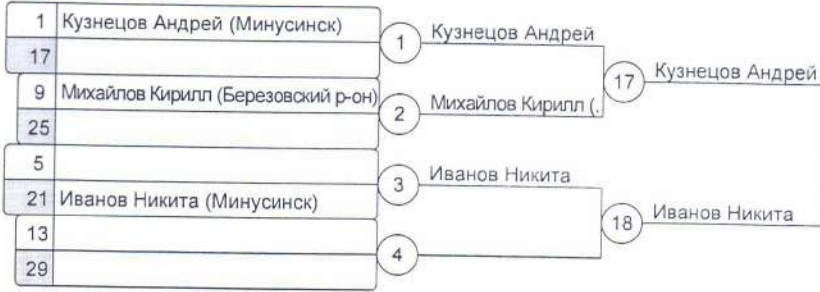 1 Кузнецов Андрей (Минусинск)
17
1
Кузнецов Андрей
9 Михайлов Кирилл (Березовский р-он)
25
2
Михайлов Кирилл (.
17
Кузнецов Андрей
5
21 Иванов Никита (Минусинск)
3
Иванов Никита
13
29
4
18
Иванов Никита